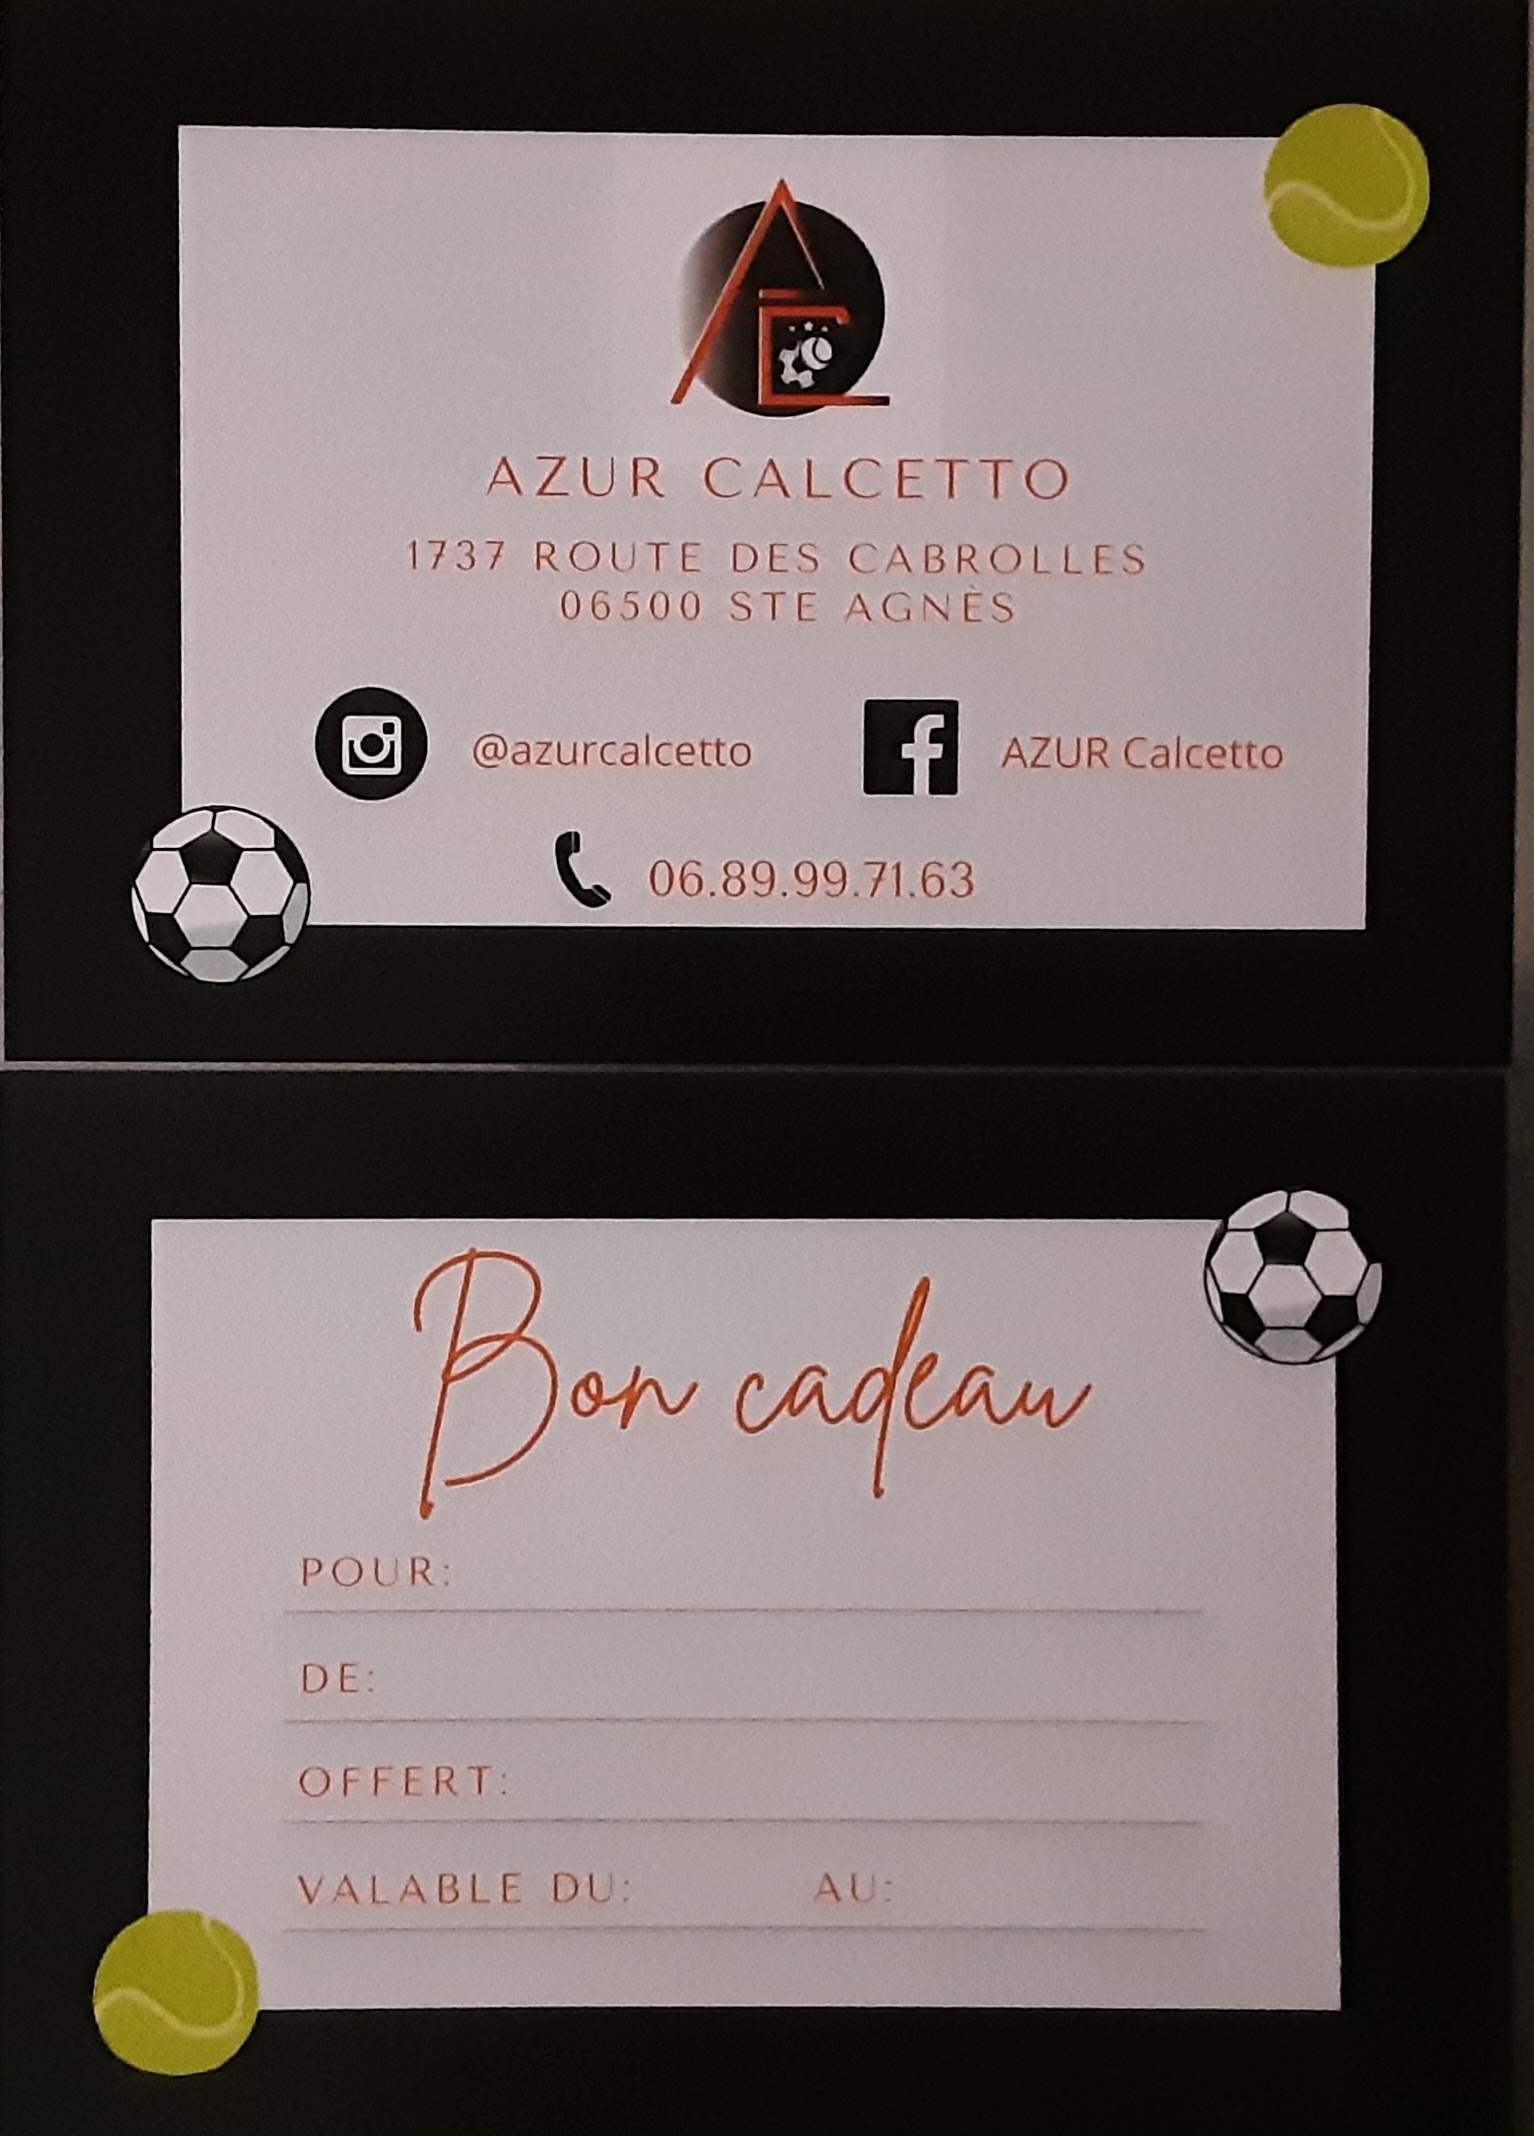 AZUR CALCETTO
1737 ROUTE DES CABROLLES
06500 STE AGNÈS
@azurcalcetto
AZUR Calcetto
06.89.99.71.63
Bon cadeau
POUR:
DE:
OFFERT:
VALABLE DU: AU: